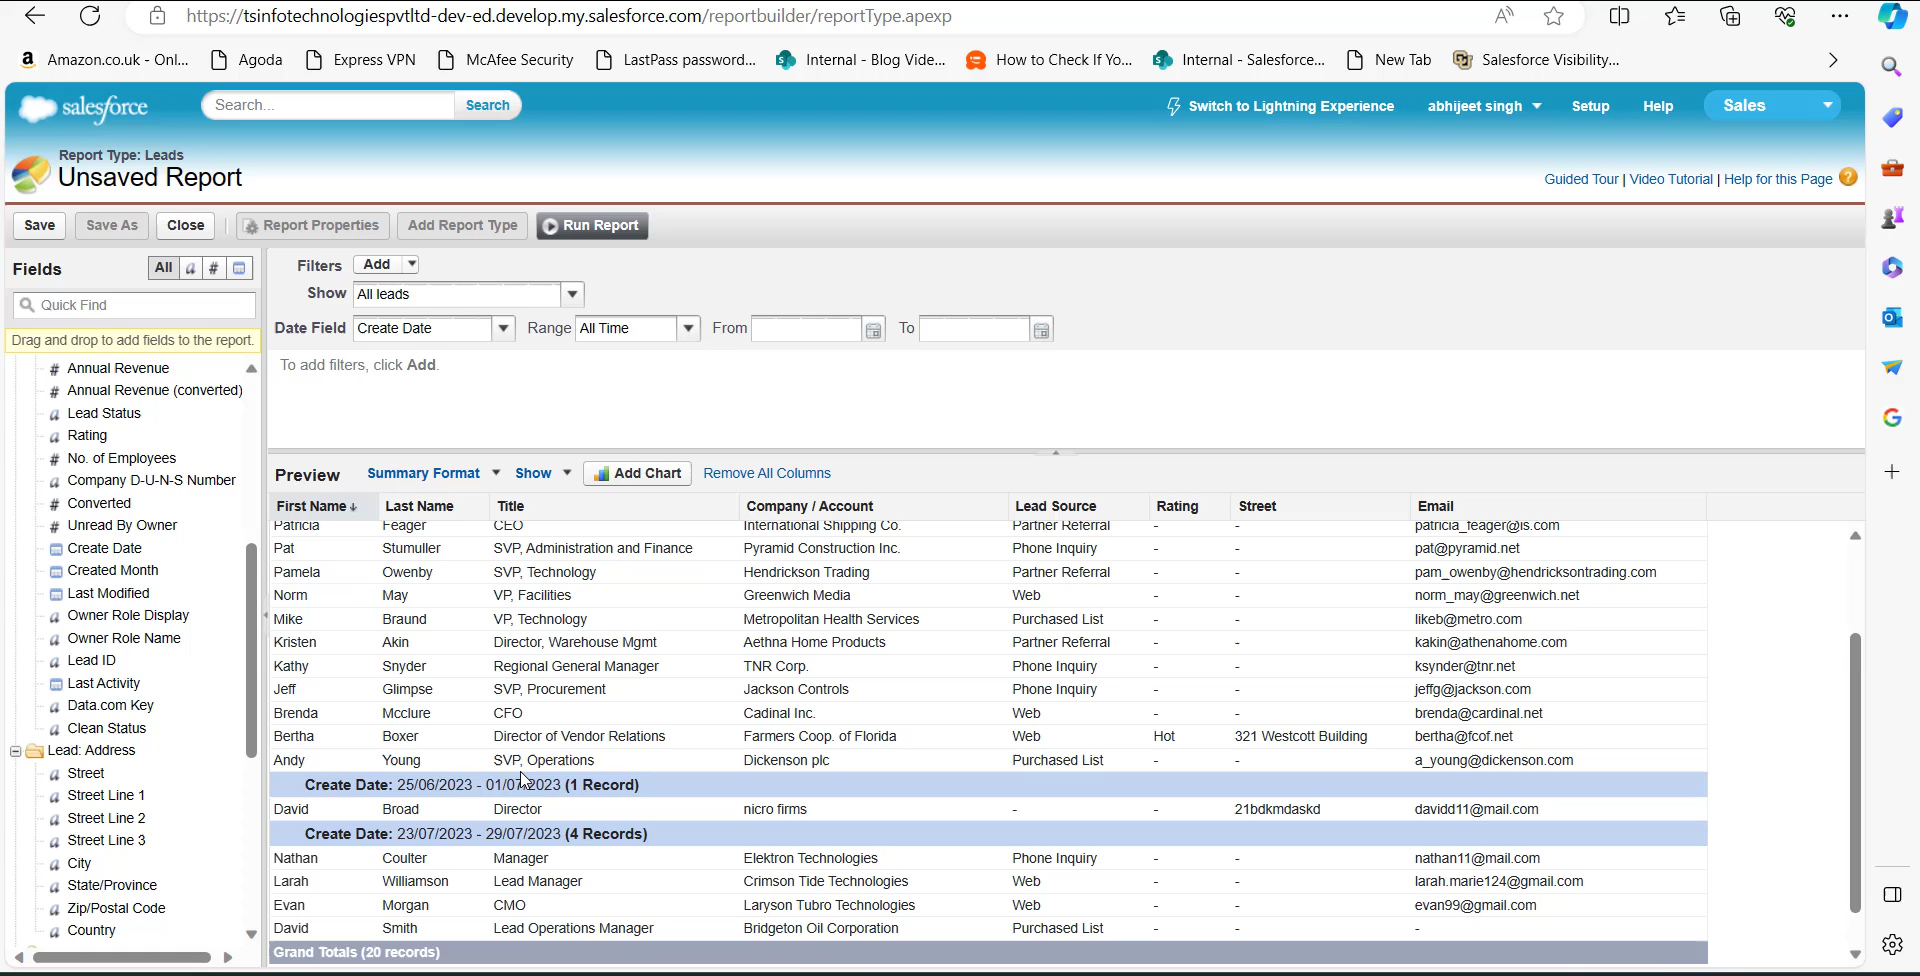 https://tsinfotechnologiespvtltd-dev-ed.develop.my.salesforce.com/reportbuilder/reportType.apexp
Amazon.co.uk - Onl... Agoda Express VPN McAfee Security LastPass password... Internal - Blog Vide... How to Check If Yo... Internal - Salesforce... New Tab Salesforce Visibility...
salesforce Search... Search Switch to Lightning Experience abhijeet singh Setup Help Sales
Report Type: Leads
Unsaved Report
Guided Tour | Video Tutorial | Help for this Page ?
Save Save As Close Report Properties Add Report Type Run Report
Fields All a #
Quick Find
Drag and drop to add fields to the report.
# Annual Revenue
# Annual Revenue (converted)
a Lead Status
a Rating
# No. of Employees
a Company D-U-N-S Number
# Converted
# Unread By Owner
Create Date
Created Month
Last Modified
a Owner Role Display
a Owner Role Name
a Lead ID
Last Activity
a Data.com Key
a Clean Status
Lead: Address
a Street
a Street Line 1
a Street Line 2
a Street Line 3
a City
a State/Province
a Zip/Postal Code
a Country
Filters Add
Show All leads
Date Field Create Date Range All Time From To
To add filters, click Add.
Preview Summary Format Show Add Chart Remove All Columns
First Name Last Name Title Company / Account Lead Source Rating Street Email
Patricia Feager CEO International Shipping Co. Partner Referral - - patricia_feager@is.com
Pat Stumuller SVP, Administration and Finance Pyramid Construction Inc. Phone Inquiry - - pat@pyramid.net
Pamela Owenby SVP, Technology Hendrickson Trading Partner Referral - - pam_owenby@hendricksontrading.com
Norm May VP, Facilities Greenwich Media Web - - norm_may@greenwich.net
Mike Braund VP, Technology Metropolitan Health Services Purchased List - - likeb@metro.com
Kristen Akin Director, Warehouse Mgmt Aethna Home Products Partner Referral - - kakin@athenahome.com
Kathy Snyder Regional General Manager TNR Corp. Phone Inquiry - - ksynder@tnr.net
Jeff Glimpse SVP, Procurement Jackson Controls Phone Inquiry - - jeffg@jackson.com
Brenda Mcclure CFO Cadinal Inc. Web - - brenda@cardinal.net
Bertha Boxer Director of Vendor Relations Farmers Coop. of Florida Web Hot 321 Westcott Building bertha@fcof.net
Andy Young SVP, Operations Dickenson plc Purchased List - - a_young@dickenson.com
Create Date: 25/06/2023 - 01/07/2023 (1 Record)
David Broad Director nicro firms - - 21bdkmdaskd davidd11@mail.com
Create Date: 23/07/2023 - 29/07/2023 (4 Records)
Nathan Coulter Manager Elektron Technologies Phone Inquiry - - nathan11@mail.com
Larah Williamson Lead Manager Crimson Tide Technologies Web - - larah.marie124@gmail.com
Evan Morgan CMO Laryson Tubro Technologies Web - - evan99@gmail.com
David Smith Lead Operations Manager Bridgeton Oil Corporation Purchased List - - -
Grand Totals (20 records)